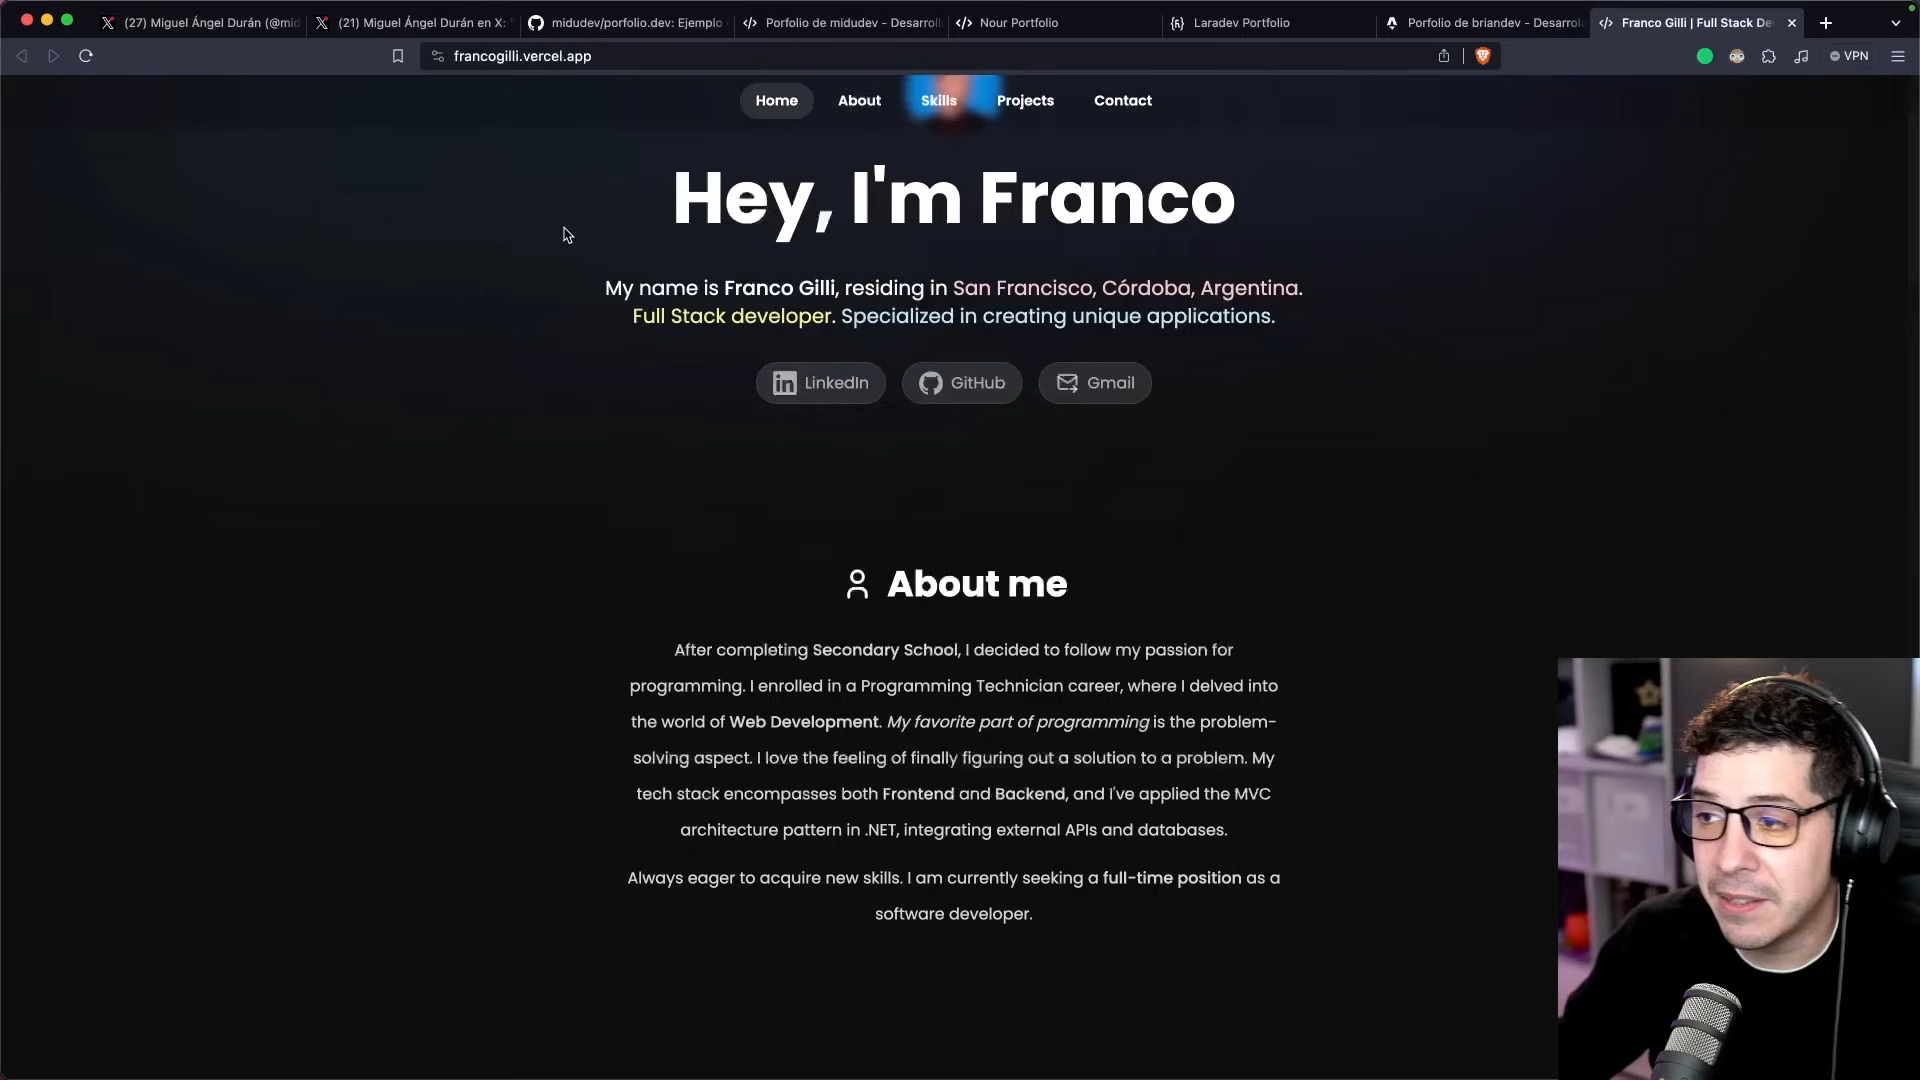 (27) Miguel Ángel Durán (@mid
(21) Miguel Ángel Durán en X: "
midudev/porfolio.dev: Ejemplo
Porfolio de midudev - Desarroll
Nour Portfolio
Laradev Portfolio
Porfolio de briandev - Desarrol
Franco Gilli | Full Stack De
francogilli.vercel.app
VPN
Home
About
Skills
Projects
Contact
Hey, I'm Franco
My name is Franco Gilli, residing in San Francisco, Córdoba, Argentina.
Full Stack developer. Specialized in creating unique applications.
LinkedIn
GitHub
Gmail
About me
After completing Secondary School, I decided to follow my passion for
programming. I enrolled in a Programming Technician career, where I delved into
the world of Web Development. My favorite part of programming is the problem-
solving aspect. I love the feeling of finally figuring out a solution to a problem. My
tech stack encompasses both Frontend and Backend, and I've applied the MVC
architecture pattern in .NET, integrating external APIs and databases.
Always eager to acquire new skills. I am currently seeking a full-time position as a
software developer.